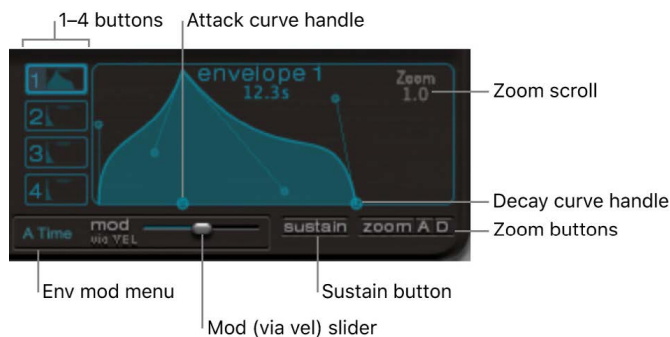 1–4 buttons
Attack curve handle
envelope 1
12.3s
Zoom
1.0
Zoom scroll
1
2
3
4
Decay curve handle
A Time
mod
via VEL
sustain
zoom A D
Zoom buttons
Env mod menu
Sustain button
Mod (via vel) slider